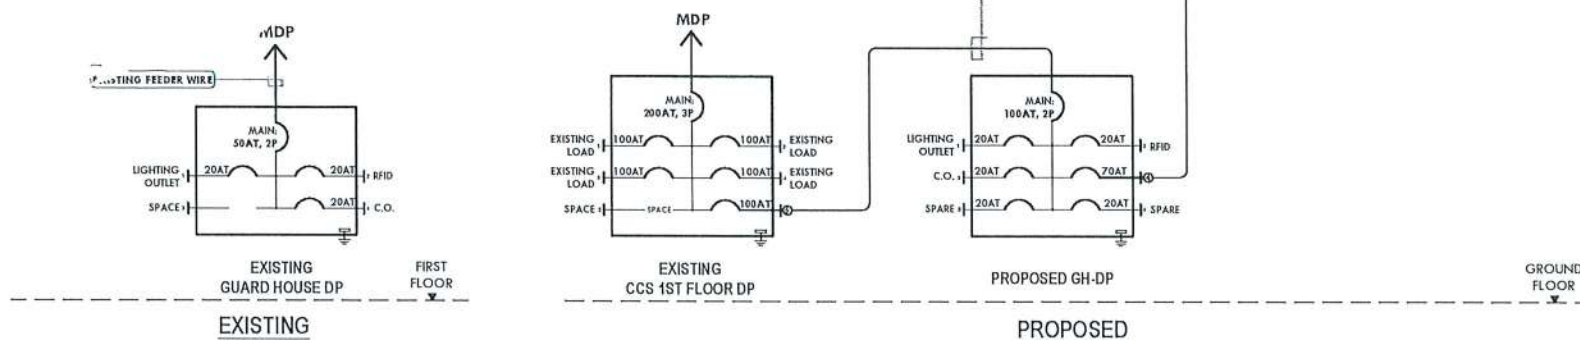 MDP
EXISTING FEEDER WIRE
MAIN:
50AT, 2P
LIGHTING
OUTLET
20AT
20AT
RFID
SPACE
20AT
C.O.
EXISTING
GUARD HOUSE DP
FIRST
FLOOR
EXISTING
MDP
MAIN:
200AT, 3P
EXISTING
LOAD
100AT
100AT
EXISTING
LOAD
EXISTING
LOAD
100AT
100AT
EXISTING
LOAD
SPACE
SPACE
100AT
EXISTING
CCS 1ST FLOOR DP
MAIN:
100AT, 2P
LIGHTING
OUTLET
20AT
20AT
RFID
C.O.
20AT
70AT
SPARE
20AT
20AT
SPARE
PROPOSED GH-DP
GROUND
FLOOR
PROPOSED